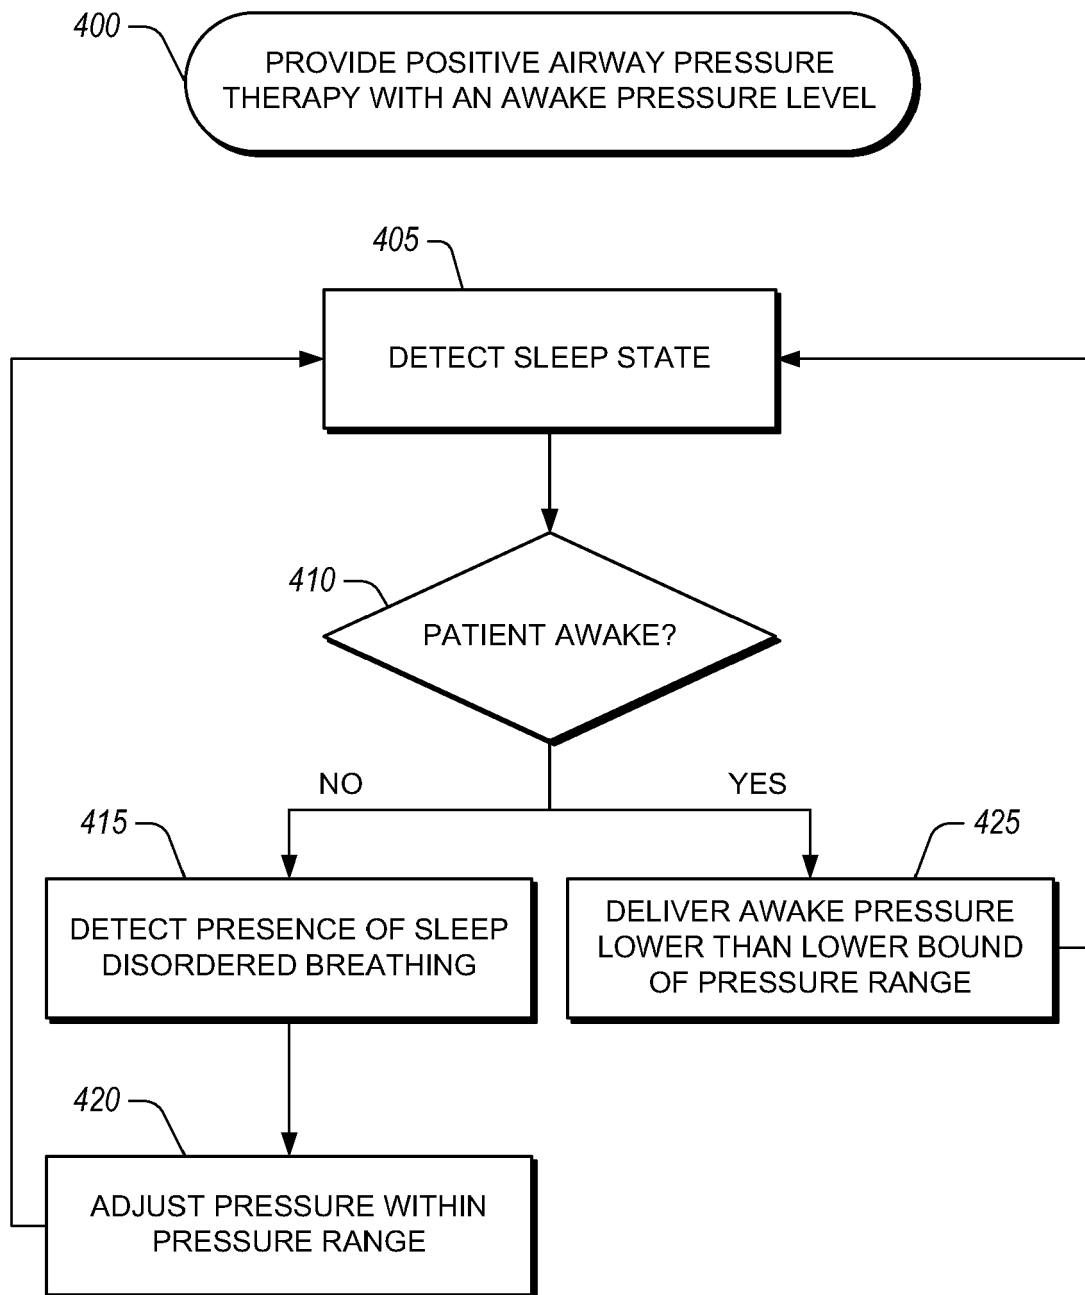 400
PROVIDE POSITIVE AIRWAY PRESSURE
THERAPY WITH AN AWAKE PRESSURE LEVEL
405
DETECT SLEEP STATE
410
PATIENT AWAKE?
NO
YES
415
DETECT PRESENCE OF SLEEP
DISORDERED BREATHING
425
DELIVER AWAKE PRESSURE
LOWER THAN LOWER BOUND
OF PRESSURE RANGE
420
ADJUST PRESSURE WITHIN
PRESSURE RANGE